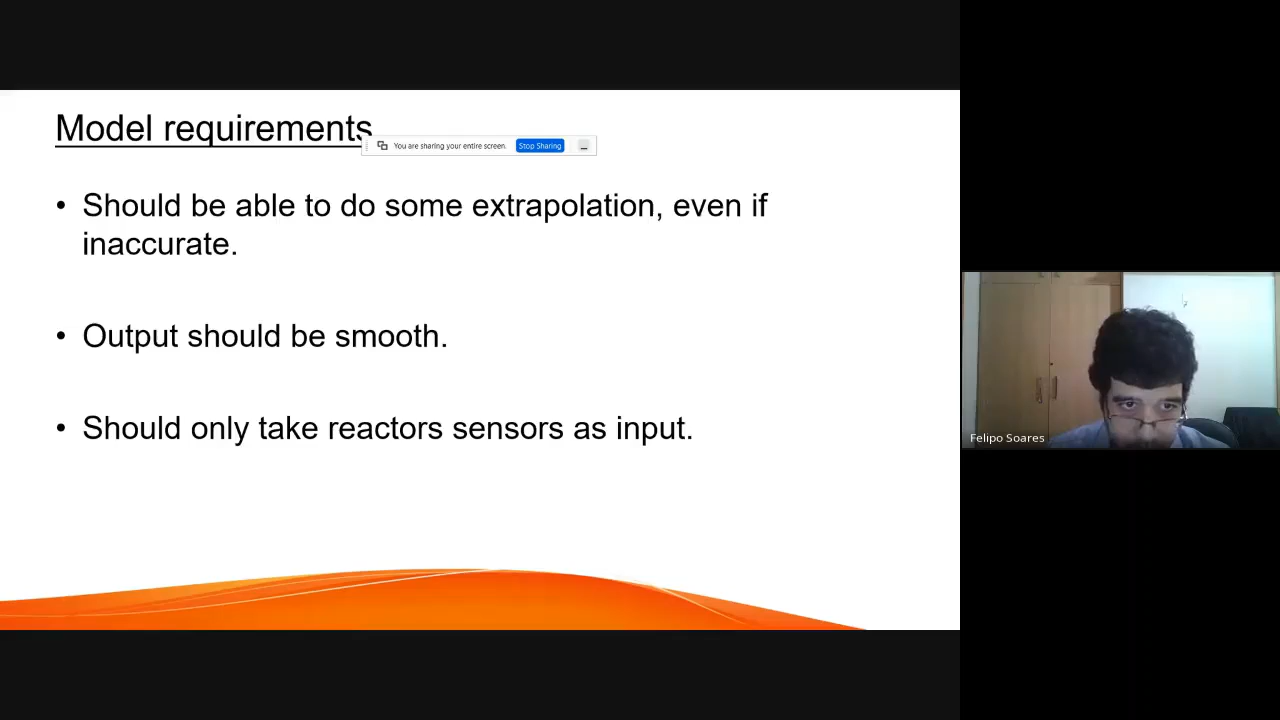 Model requirements
You are sharing your entire screen.
Stop Sharing
• Should be able to do some extrapolation, even if
inaccurate.
• Output should be smooth.
• Should only take reactors sensors as input.
Felipo Soares